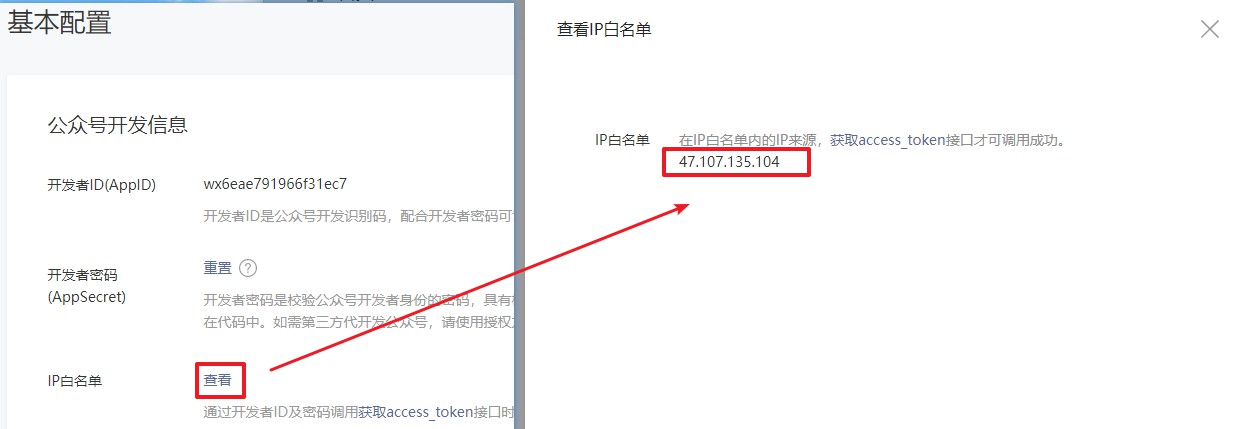 基本配置
公众号开发信息
开发者ID(AppID)
wx6eae791966f31ec7
开发者ID是公众号开发识别码，配合开发者密码可
开发者密码
(AppSecret)
重置 ?
开发者密码是校验公众号开发者身份的密码，具有
在代码中。如需第三方代开发公众号，请使用授权
IP白名单
查看
通过开发者ID及密码调用获取access_token接口时
查看IP白名单
IP白名单
在IP白名单内的IP来源，获取access_token接口才可调用成功。
47.107.135.104